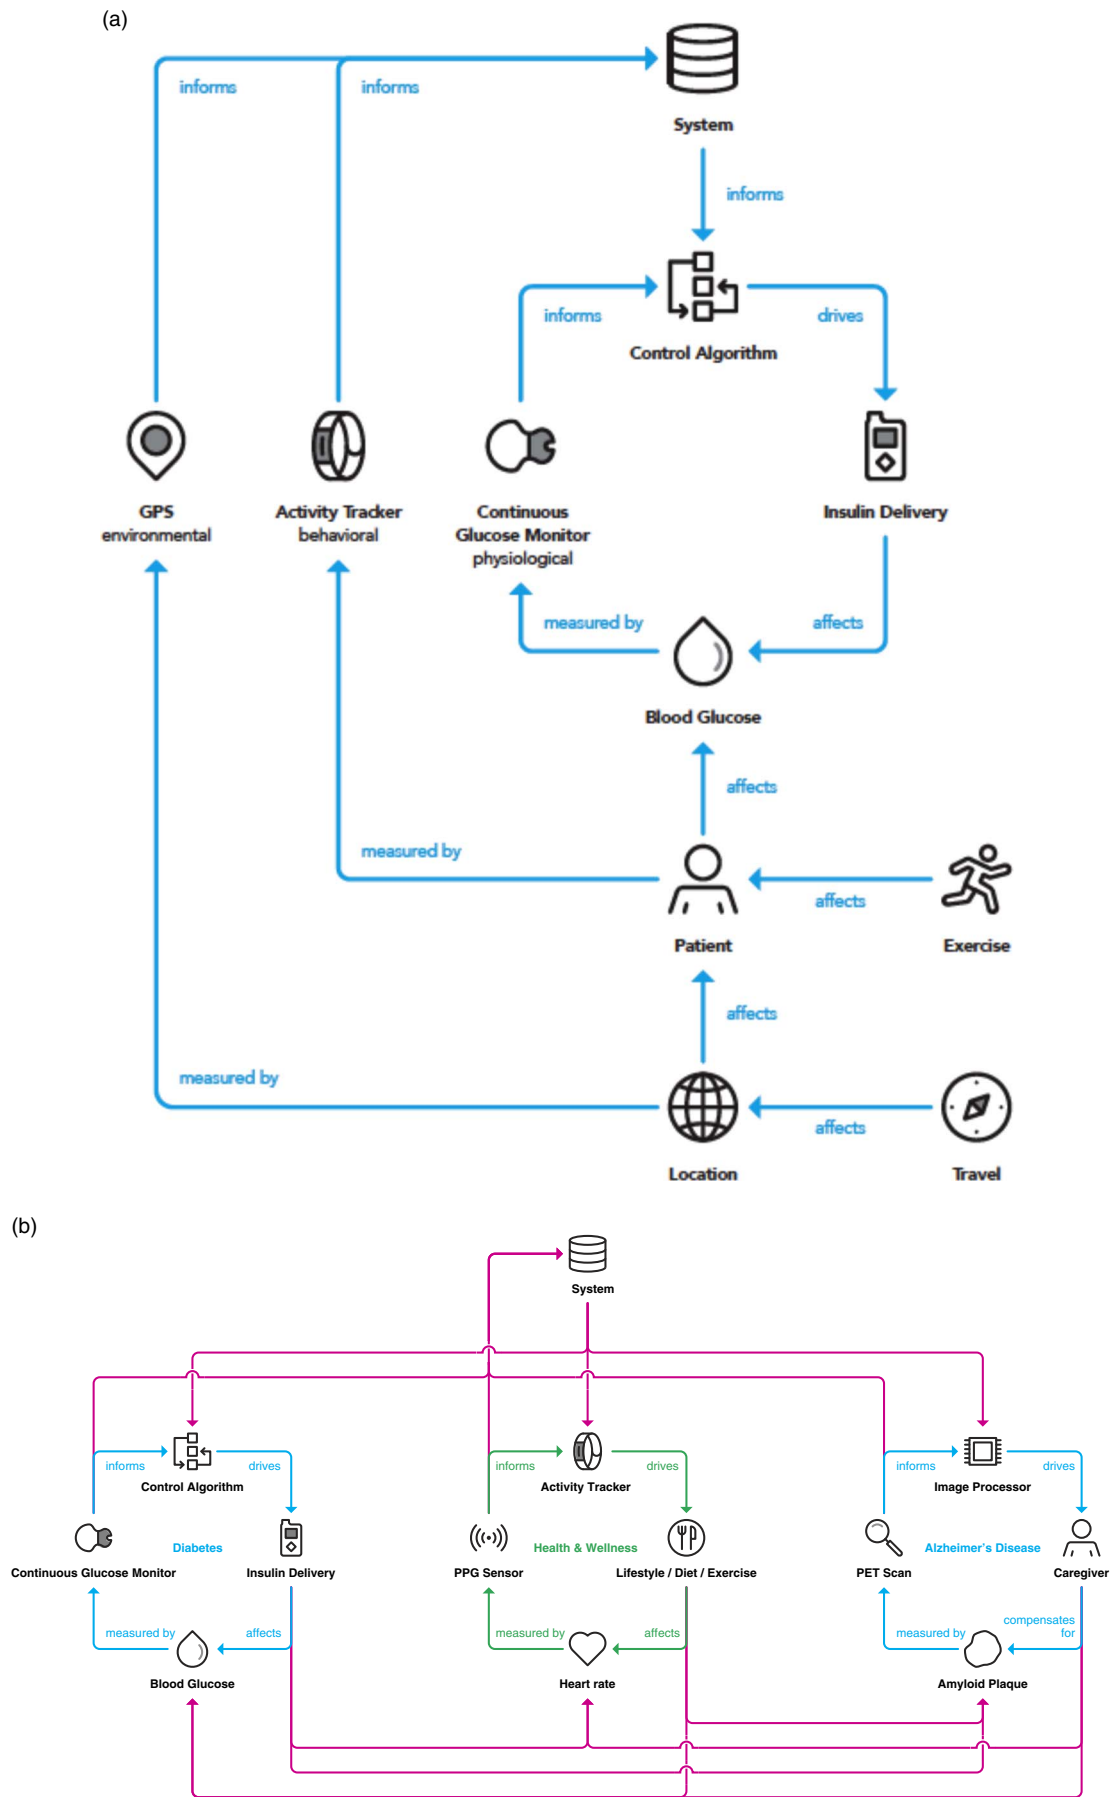 (a)
informs
informs
System
informs
informs
drives
Control Algorithm
GPS
environmental
Activity Tracker
behavioral
Continuous
Glucose Monitor
physiological
Insulin Delivery
measured by
affects
Blood Glucose
affects
measured by
affects
Patient
Exercise
affects
measured by
affects
Location
Travel
(b)
System
informs
drives
informs
drives
informs
drives
Control Algorithm
Activity Tracker
Image Processor
Diabetes
Health & Wellness
Alzheimer's Disease
Continuous Glucose Monitor
Insulin Delivery
PPG Sensor
Lifestyle / Diet / Exercise
PET Scan
Caregiver
measured by
affects
measured by
affects
measured by
compensates
for
Blood Glucose
Heart rate
Amyloid Plaque